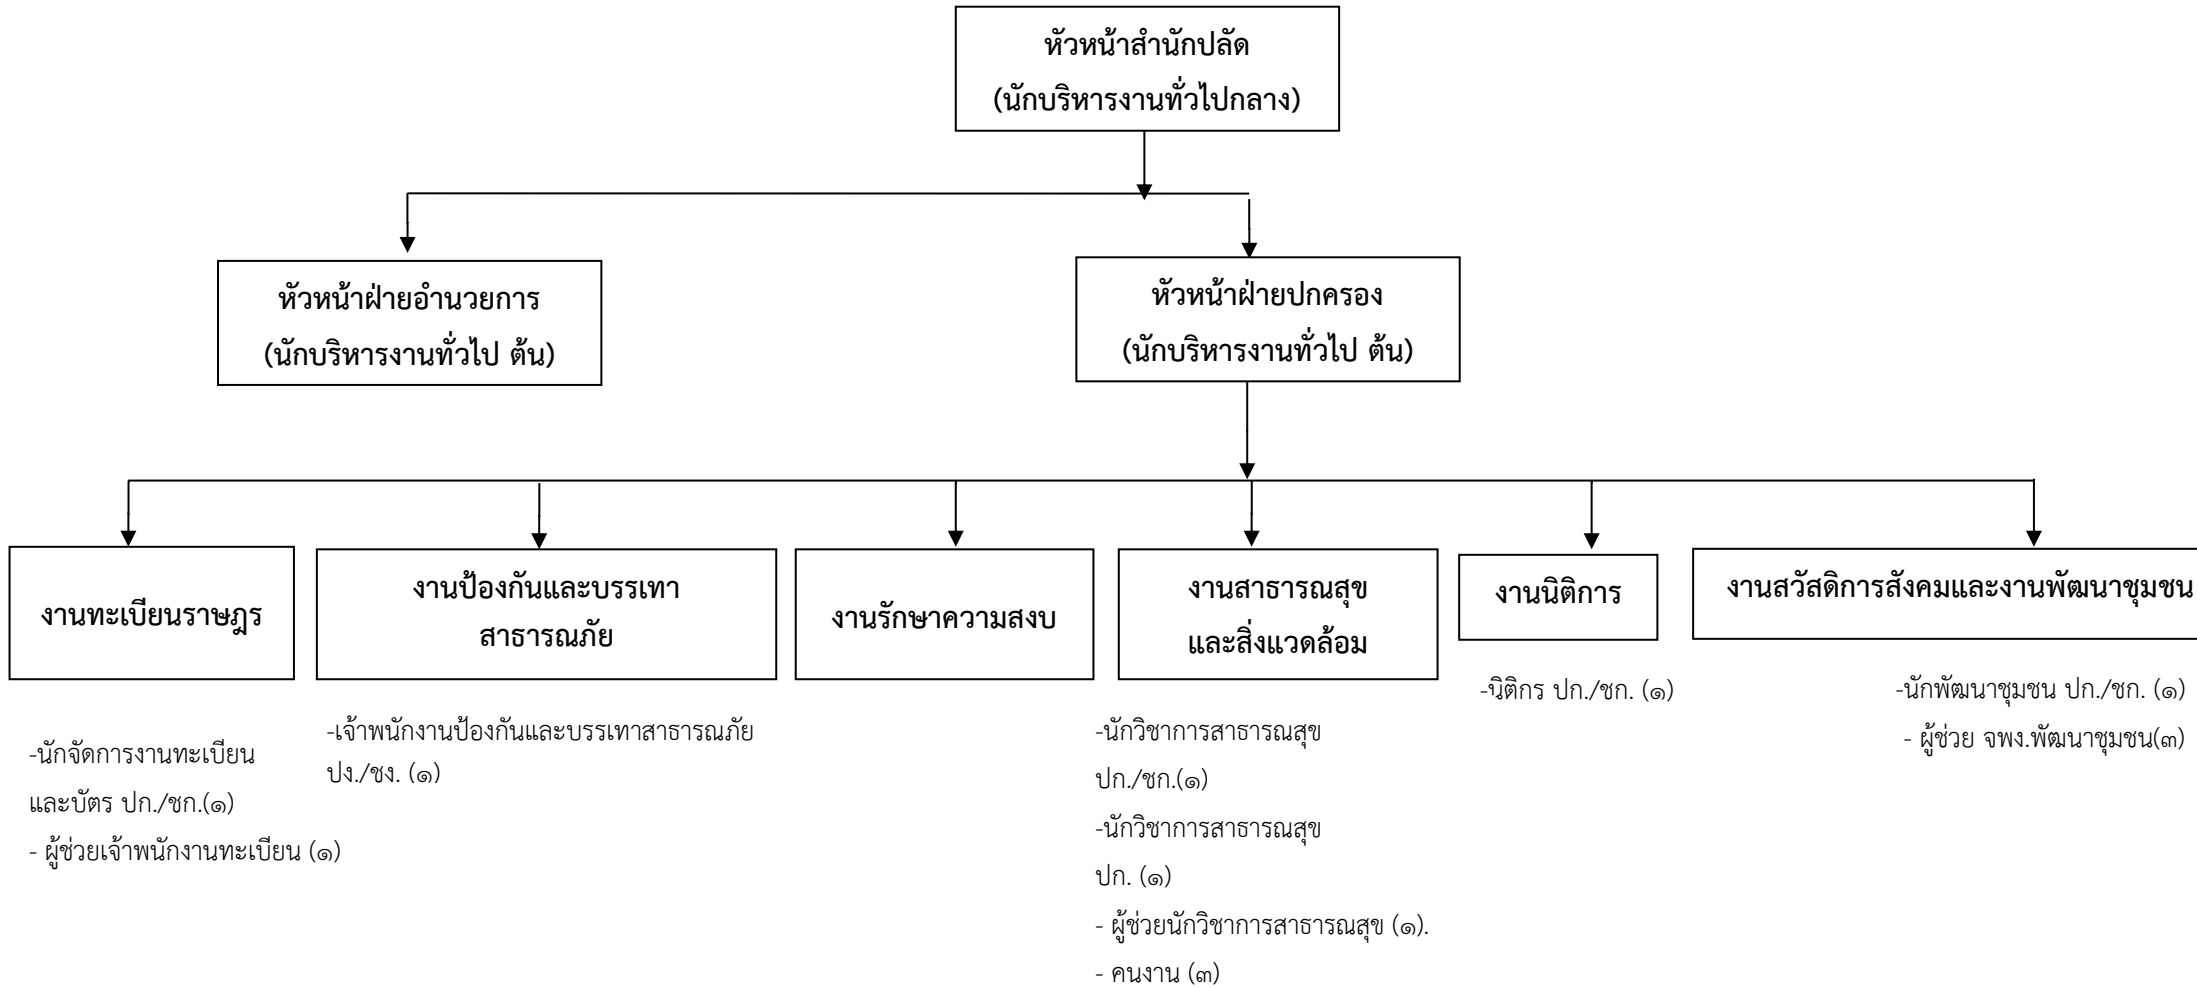 หัวหน้าสำนักปลัด
(นักบริหารงานทั่วไปกลาง)
หัวหน้าฝ่ายอำนวยการ
(นักบริหารงานทั่วไป ต้น)
หัวหน้าฝ่ายปกครอง
(นักบริหารงานทั่วไป ต้น)
งานทะเบียนราษฎร
งานป้องกันและบรรเทา
สาธารณภัย
งานรักษาความสงบ
งานสาธารณสุข
และสิ่งแวดล้อม
งานนิติการ
งานสวัสดิการสังคมและงานพัฒนาชุมชน
-นักจัดการงานทะเบียน
และบัตร ปก./ชก.(๑)
- ผู้ช่วยเจ้าพนักงานทะเบียน (๑)
-เจ้าพนักงานป้องกันและบรรเทาสาธารณภัย
ปง./ชง. (๑)
-นักวิชาการสาธารณสุข
ปก./ชก.(๑)
-นักวิชาการสาธารณสุข
ปก. (๑)
- ผู้ช่วยนักวิชาการสาธารณสุข (๑).
- คนงาน (๓)
-นิติกร ปก./ชก. (๑)
-นักพัฒนาชุมชน ปก./ชก. (๑)
- ผู้ช่วย จพง.พัฒนาชุมชน(๓)